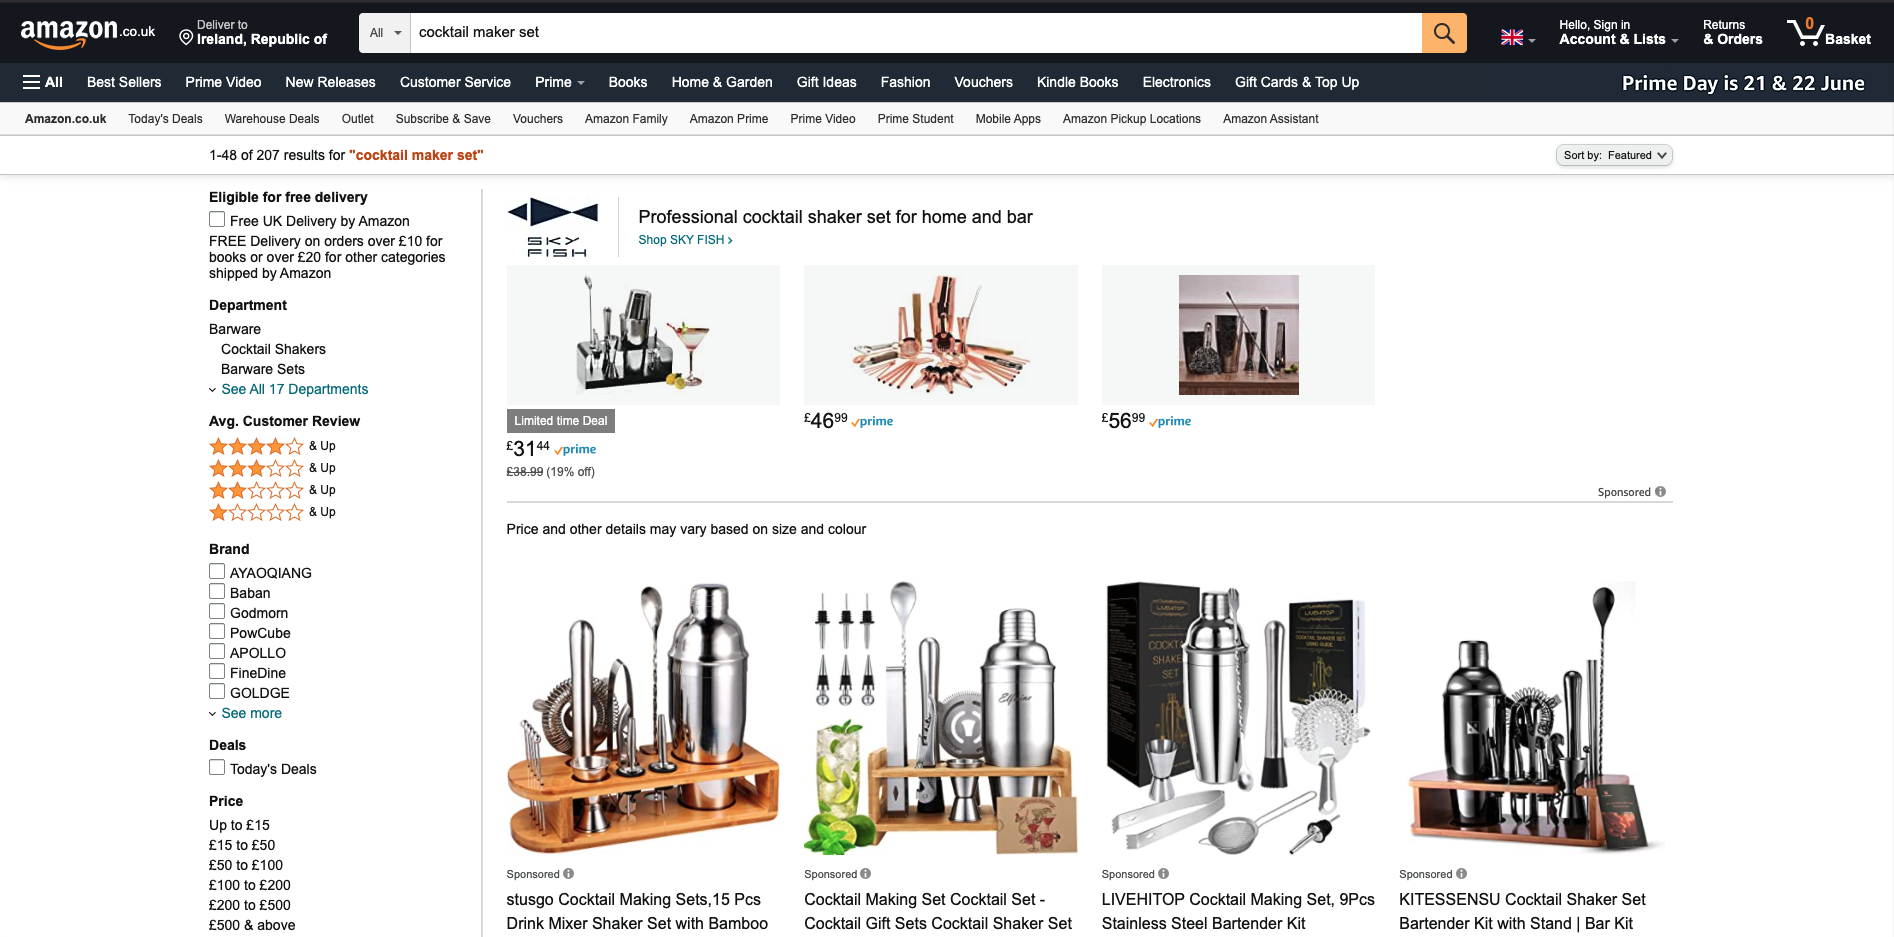 amazon.co.uk
Deliver to
Ireland, Republic of
All
cocktail maker set
Hello, Sign in
Account & Lists
Returns
& Orders
0
Basket
All
Best Sellers
Prime Video
New Releases
Customer Service
Prime
Books
Home & Garden
Gift Ideas
Fashion
Vouchers
Kindle Books
Electronics
Gift Cards & Top Up
Prime Day is 21 & 22 June
Amazon.co.uk
Today's Deals
Warehouse Deals
Outlet
Subscribe & Save
Vouchers
Amazon Family
Amazon Prime
Prime Video
Prime Student
Mobile Apps
Amazon Pickup Locations
Amazon Assistant
1-48 of 207 results for "cocktail maker set"
Sort by: Featured
Eligible for free delivery
Free UK Delivery by Amazon
FREE Delivery on orders over £10 for
books or over £20 for other categories
shipped by Amazon
Department
Barware
Cocktail Shakers
Barware Sets
See All 17 Departments
Avg. Customer Review
& Up
& Up
& Up
& Up
Brand
AYAOQIANG
Baban
Godmorn
PowCube
APOLLO
FineDine
GOLDGE
See more
Deals
Today's Deals
Price
Up to £15
£15 to £50
£50 to £100
£100 to £200
£200 to £500
£500 & above
SKY
FISH
Professional cocktail shaker set for home and bar
Shop SKY FISH ›
Limited time Deal
£31 44 prime
£38.99 (19% off)
£46 99 prime
£56 99 prime
Sponsored
Price and other details may vary based on size and colour
LIVEHITOP
COCKTAIL
SHAKER
SET
LIVEHITOP
COCKTAIL SHAKER SET
Sponsored
stusgo Cocktail Making Sets,15 Pcs
Drink Mixer Shaker Set with Bamboo
Sponsored
Cocktail Making Set Cocktail Set -
Cocktail Gift Sets Cocktail Shaker Set
Sponsored
LIVEHITOP Cocktail Making Set, 9Pcs
Stainless Steel Bartender Kit
Sponsored
KITESSENSU Cocktail Shaker Set
Bartender Kit with Stand | Bar Kit